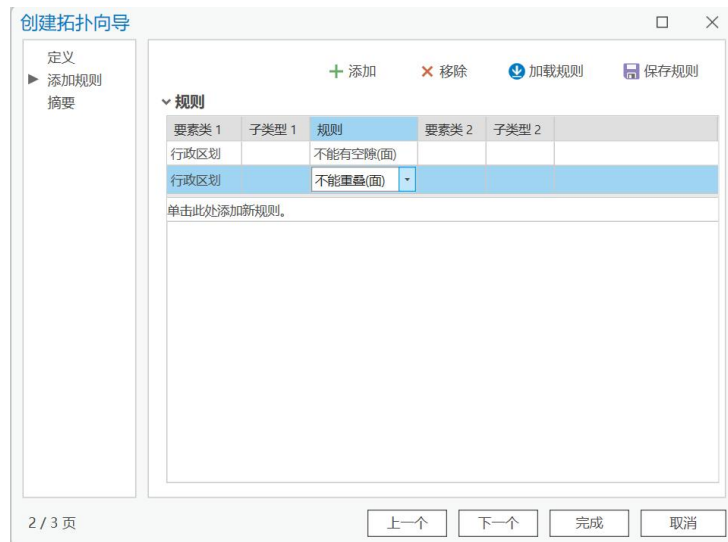 创建拓扑向导
定义
添加规则
摘要
添加 移除 加载规则 保存规则
规则
要素类 1 子类型 1 规则 要素类 2 子类型 2
行政区划 不能有空隙(面)
行政区划 不能重叠(面)
单击此处添加新规则。
2 / 3 页 上一个 下一个 完成 取消